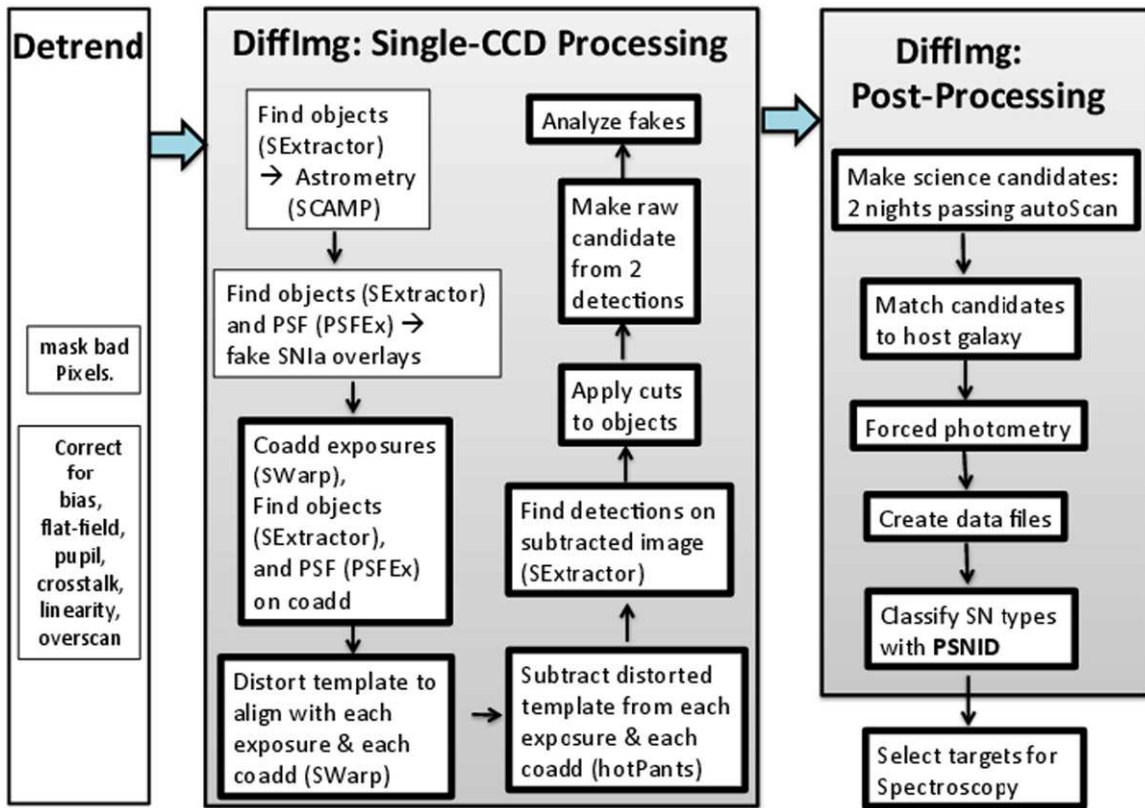 Detrend
mask bad
Pixels.
Correct
for
bias,
flat-field,
pupil,
crosstalk,
linearity,
overscan
DiffImg: Single-CCD Processing
Find objects
(SExtractor)
→ Astrometry
(SCAMP)
Find objects (SExtractor)
and PSF (PSFEx) →
fake SNIa overlays
Coadd exposures
(SWarp),
Find objects
(SExtractor),
and PSF (PSFEx)
on coadd
Distort template to
align with each
exposure & each
coadd (SWarp)
Subtract distorted
template from each
exposure & each
coadd (hotPants)
Find detections on
subtracted image
(SExtractor)
Apply cuts
to objects
Make raw
candidate
from 2
detections
Analyze fakes
DiffImg:
Post-Processing
Make science candidates:
2 nights passing autoScan
Match candidates
to host galaxy
Forced photometry
Create data files
Classify SN types
with PSNID
Select targets for
Spectroscopy